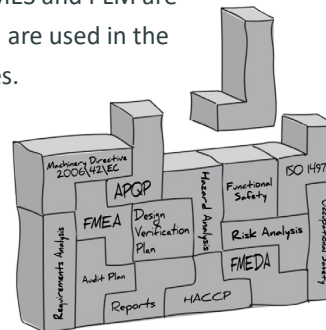 MES and PLM are
are used in the
es.
Machinery Directive
2006\42\EC
APQP
FMEA
Design
Verification
Plan
Hazard Analysis
Functional
Safety
ISO 1497
Requirements Analysis
Risk Analysis
FMEDA
Audit Plan
Reports
HACCP